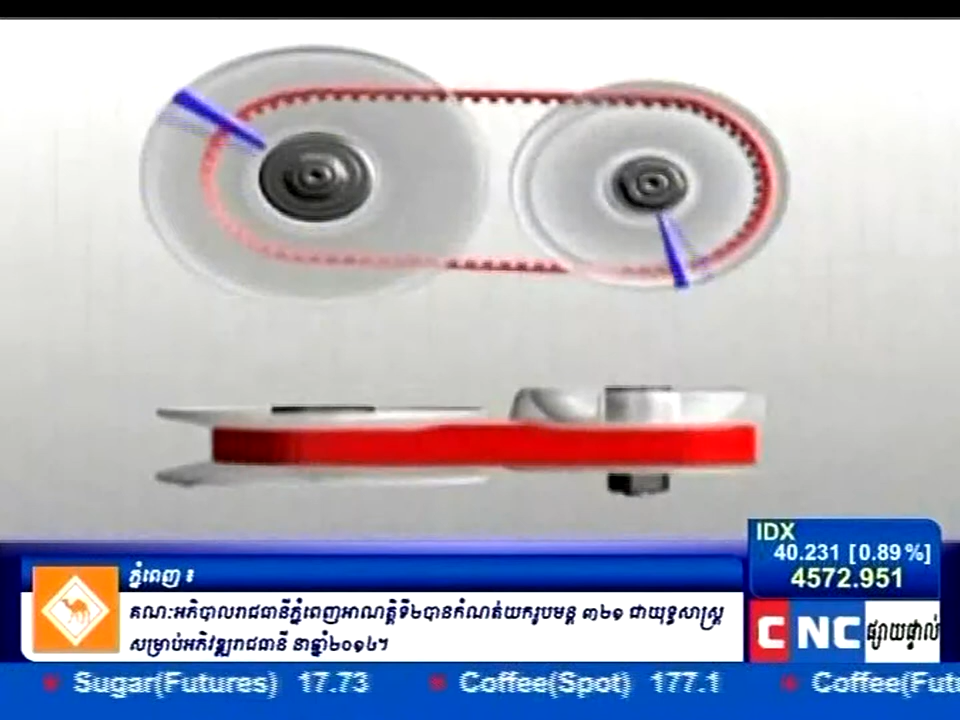 IDX
40.231 [0.89%]
4572.951
ភ្នំពេញ ៖
គណៈអភិបាលរាជធានីភ្នំពេញអាណត្តិទី២បានកំណត់យករូបមន្ត ៣២១ ជាយុទ្ធសាស្ត្រ
សម្រាប់អភិវឌ្ឍរាជធានី នាឆ្នាំ២០១៤។
CNC ផ្សាយផ្ទាល់
Sugar(Futures) 17.73 Coffee(Spot) 177.1 Coffee(Futu